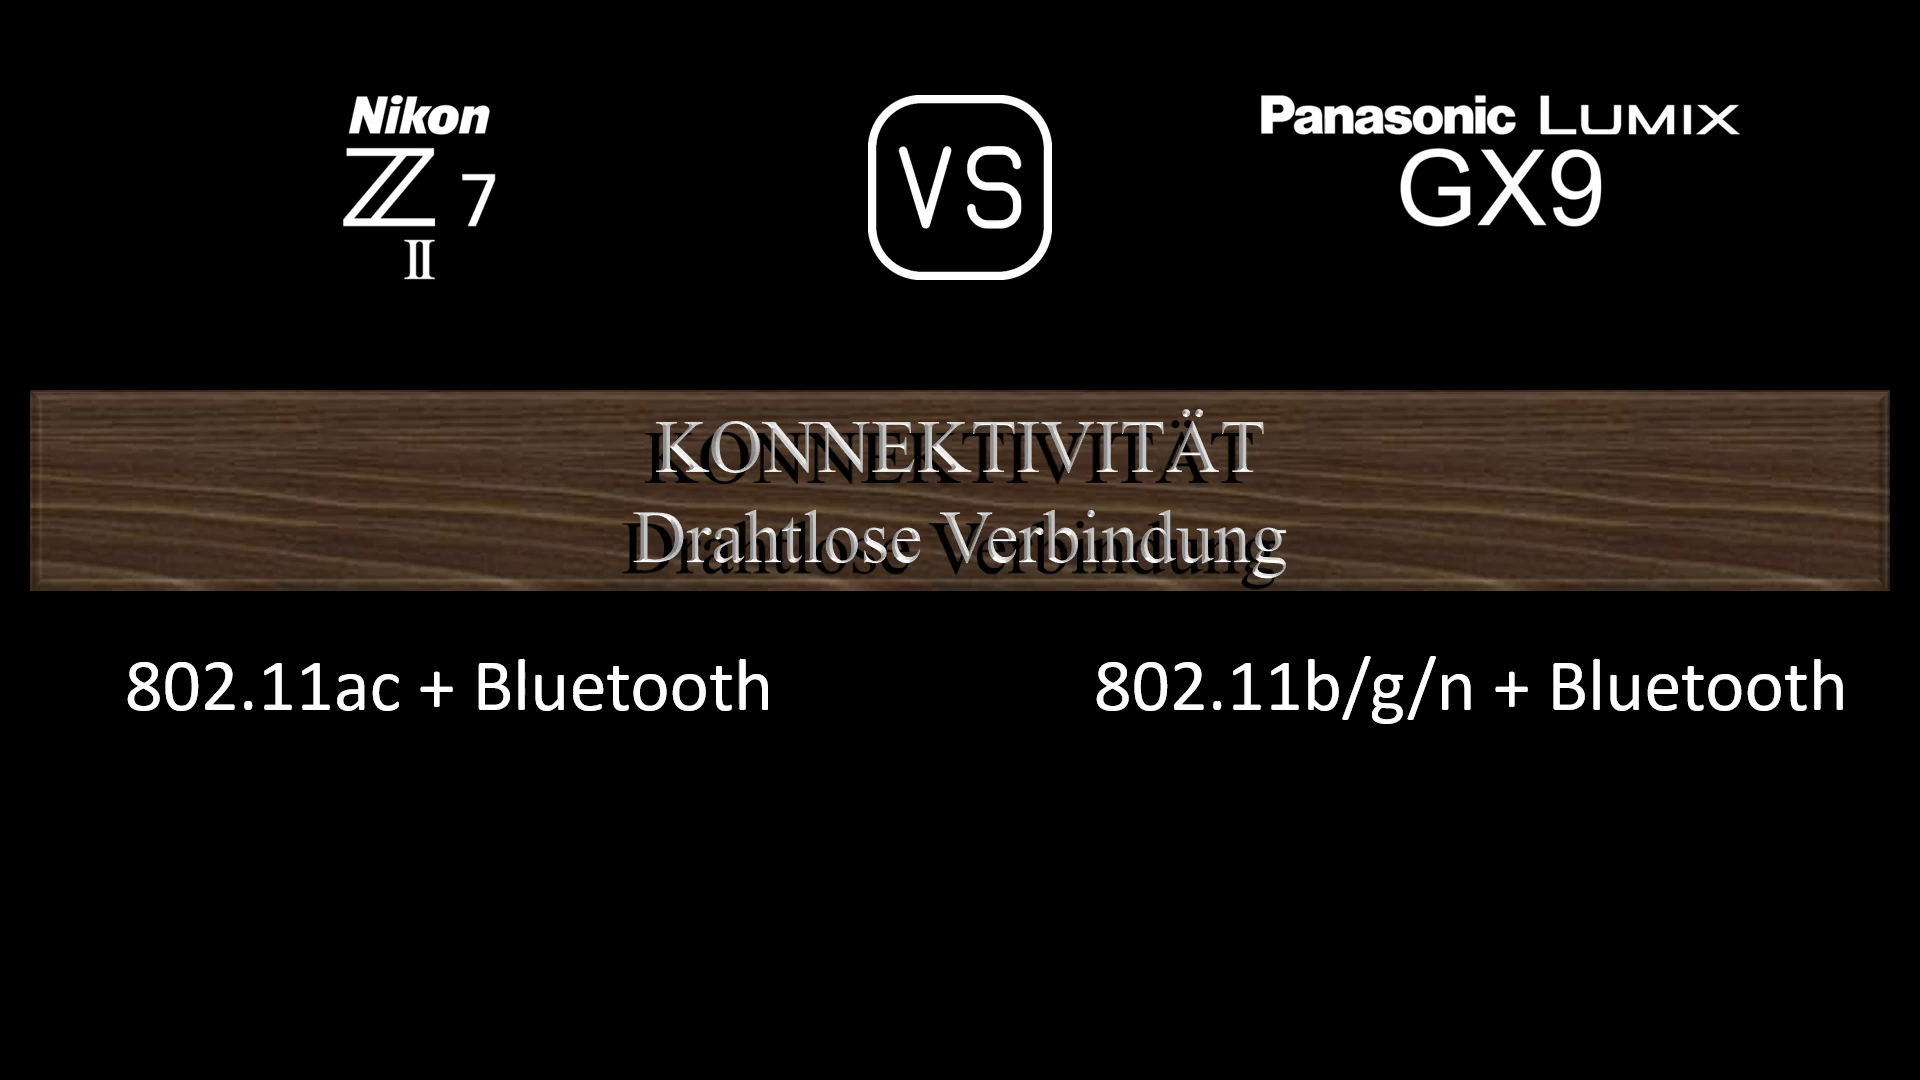 Nikon
Z 7
II
VS
Panasonic LUMIX
GX9
KONNEKTIVITÄT
Drahtlose Verbindung
802.11ac + Bluetooth
802.11b/g/n + Bluetooth